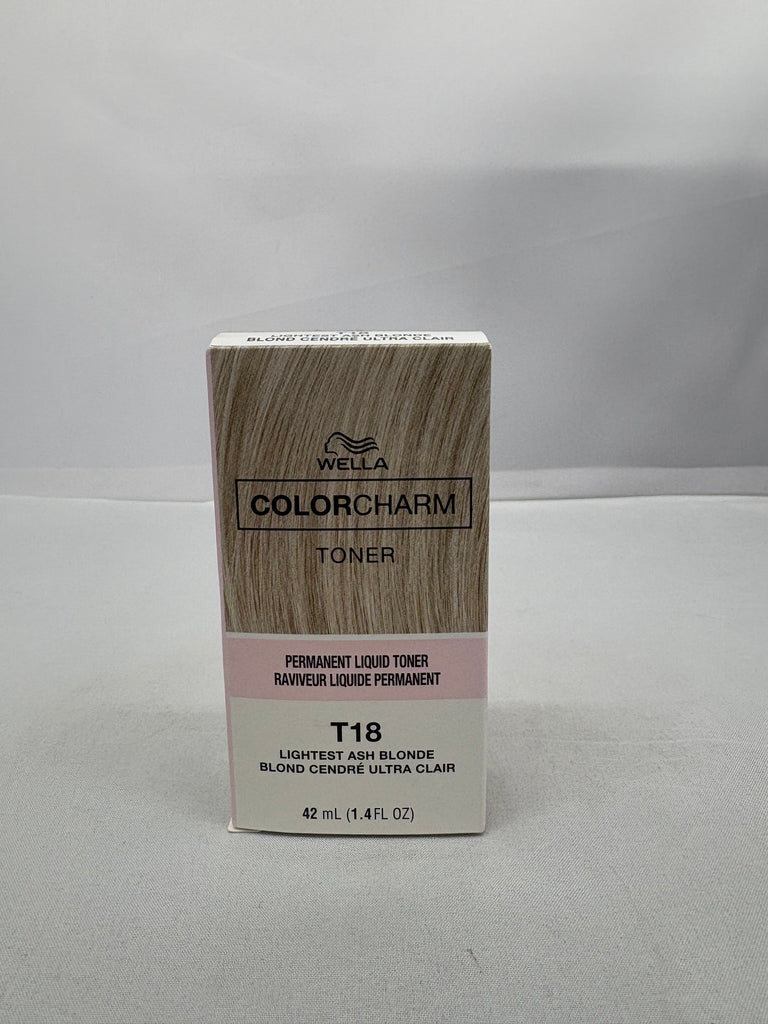 T18
LIGHTEST ASH BLONDE
BLOND CENDRÉ ULTRA CLAIR
WELLA
COLORCHARM
TONER
PERMANENT LIQUID TONER
RAVIVEUR LIQUIDE PERMANENT
T18
LIGHTEST ASH BLONDE
BLOND CENDRÉ ULTRA CLAIR
42 mL (1.4 FL OZ)